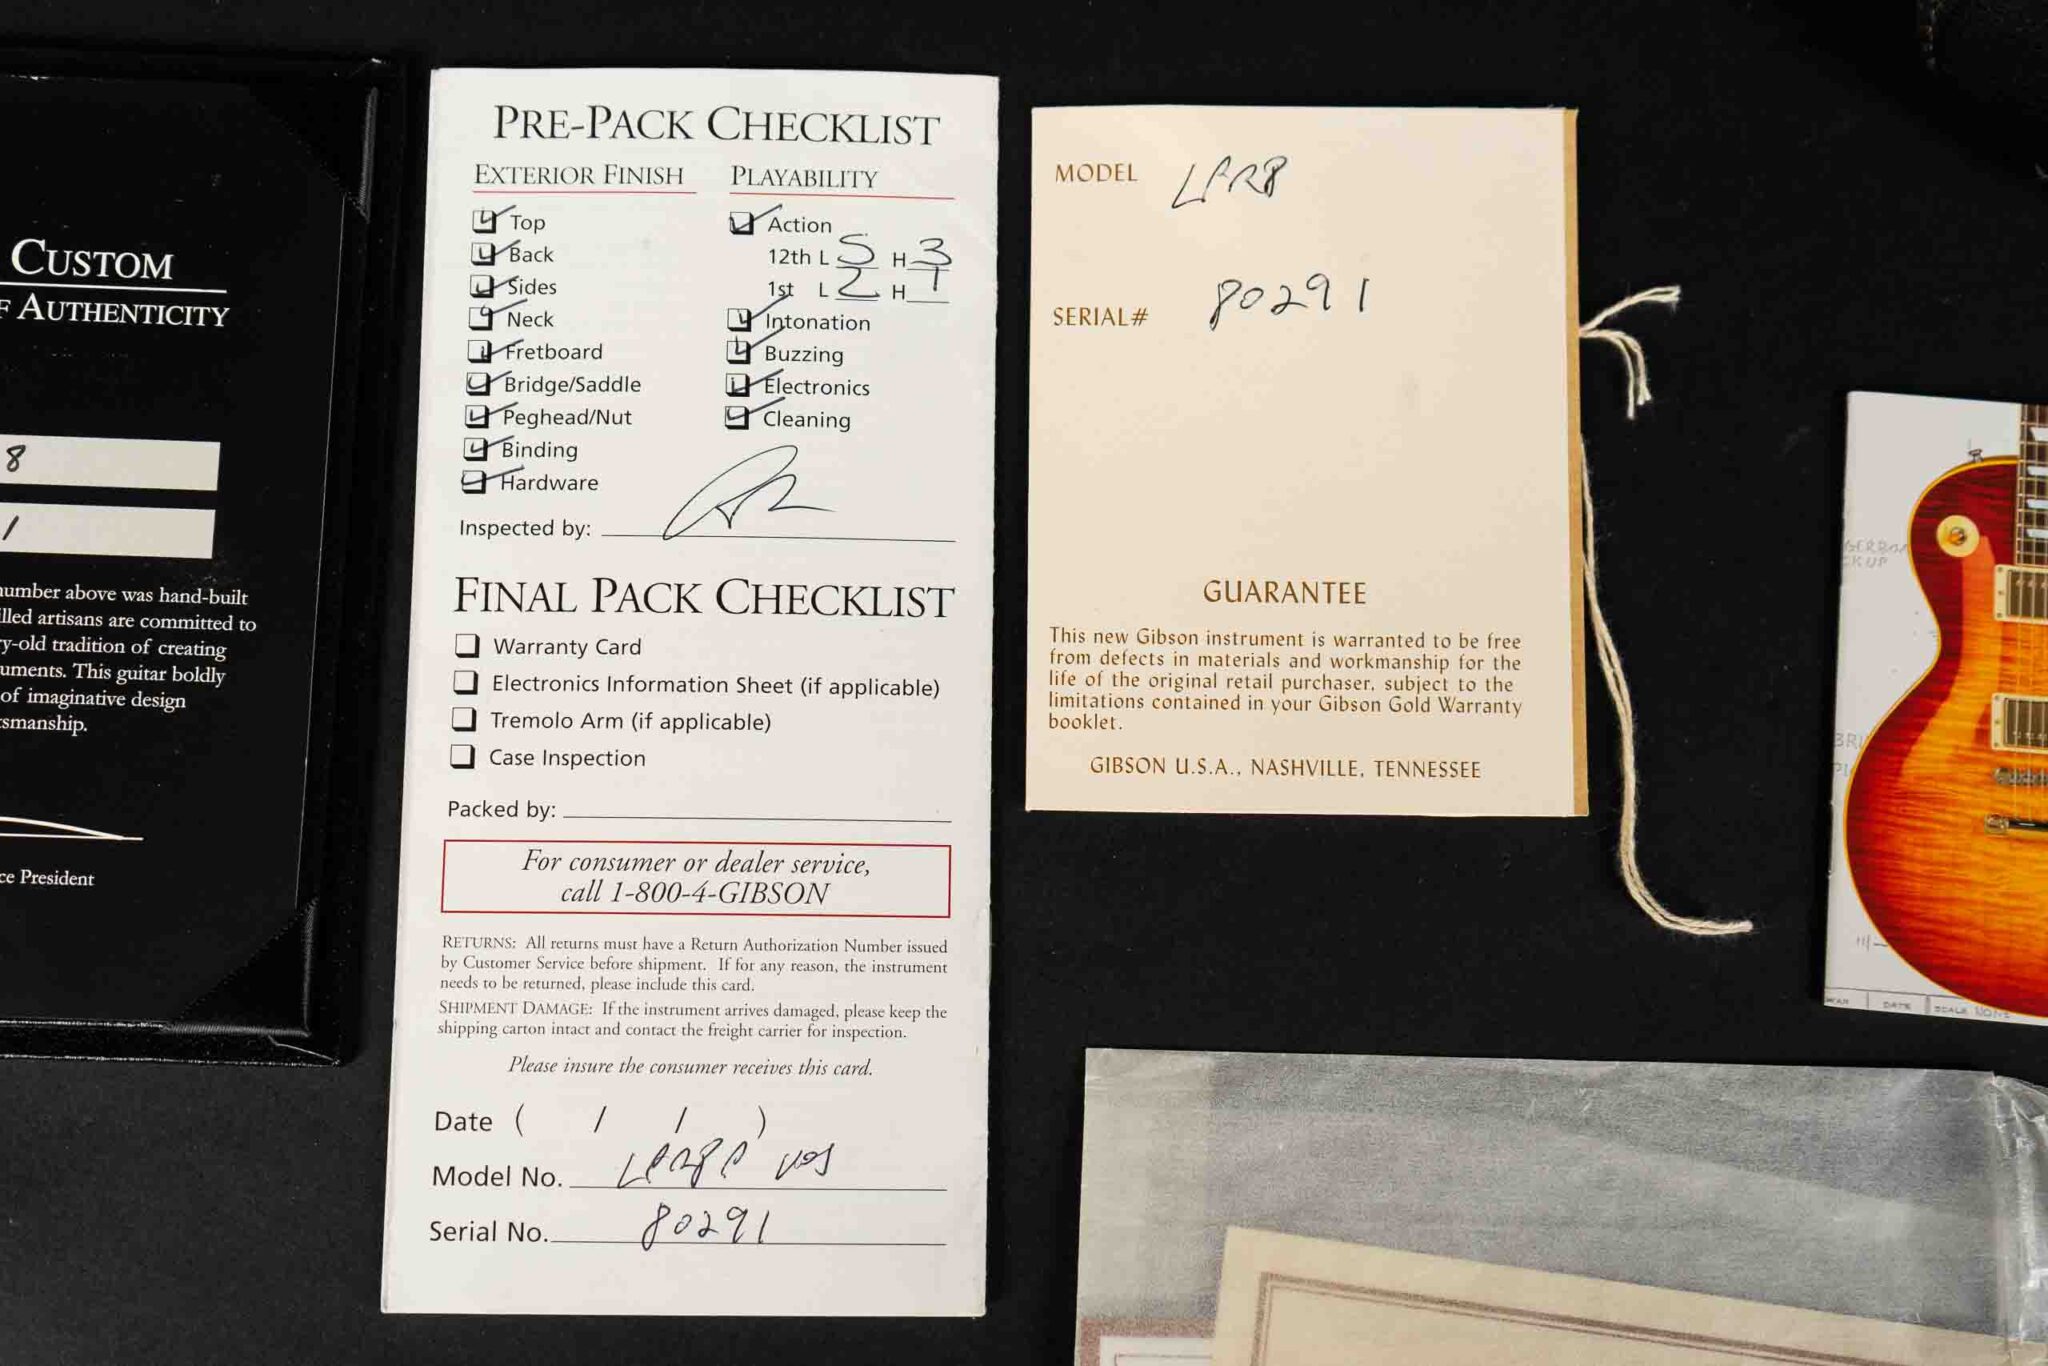 CUSTOM
F AUTHENTICITY
8
1
number above was hand-built
lled artisans are committed to
y-old tradition of creating
uments. This guitar boldly
of imaginative design
smanship.
ce President
PRE-PACK CHECKLIST
EXTERIOR FINISH
Top
Back
Sides
Neck
Fretboard
Bridge/Saddle
Peghead/Nut
Binding
Hardware
PLAYABILITY
Action
12th L 5 H 3
1st L 2 H 1
Intonation
Buzzing
Electronics
Cleaning
Inspected by:
FINAL PACK CHECKLIST
Warranty Card
Electronics Information Sheet (if applicable)
Tremolo Arm (if applicable)
Case Inspection
Packed by:
For consumer or dealer service,
call 1-800-4-GIBSON
RETURNS: All returns must have a Return Authorization Number issued
by Customer Service before shipment. If for any reason, the instrument
needs to be returned, please include this card.
SHIPMENT DAMAGE: If the instrument arrives damaged, please keep the
shipping carton intact and contact the freight carrier for inspection.
Please insure the consumer receives this card.
Date ( / / )
Model No. VOS
Serial No. 80291
MODEL LPR8
SERIAL# 80291
GUARANTEE
This new Gibson instrument is warranted to be free
from defects in materials and workmanship for the
life of the original retail purchaser, subject to the
limitations contained in your Gibson Gold Warranty
booklet.
GIBSON U.S.A., NASHVILLE, TENNESSEE
DATE
SCALE NONE